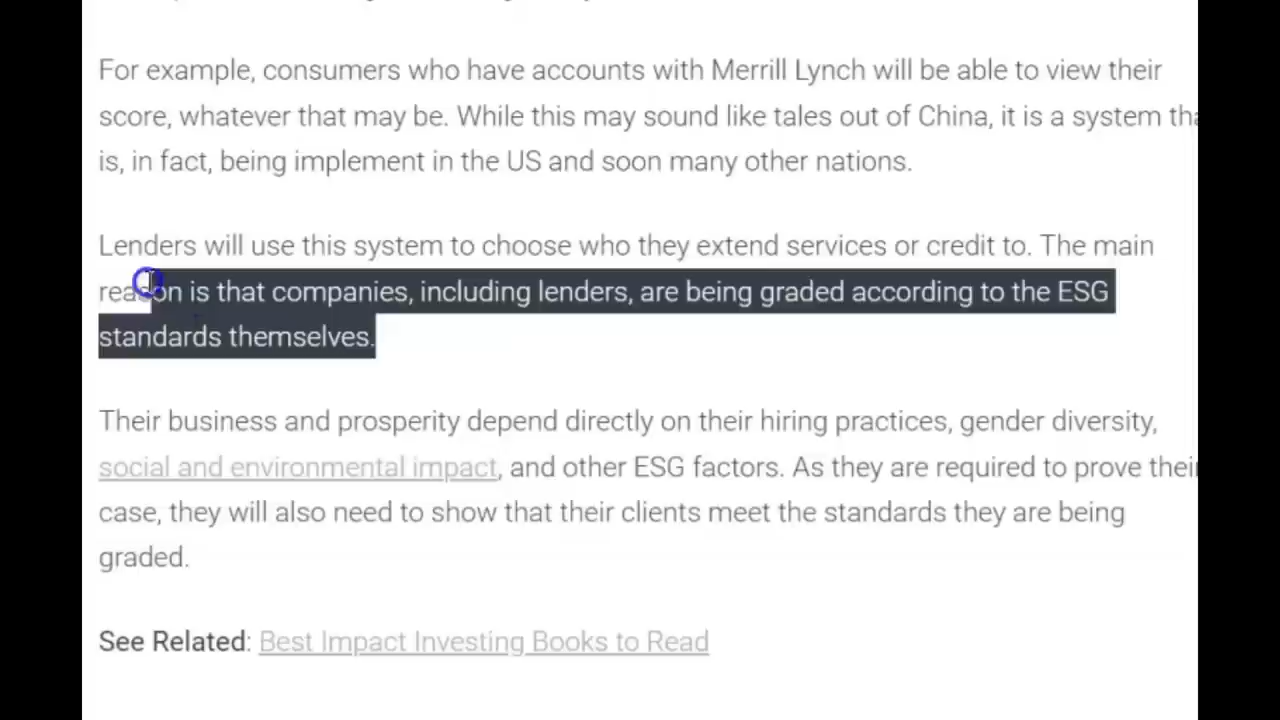 For example, consumers who have accounts with Merrill Lynch will be able to view their
score, whatever that may be. While this may sound like tales out of China, it is a system tha
is, in fact, being implement in the US and soon many other nations.
Lenders will use this system to choose who they extend services or credit to. The main
reason is that companies, including lenders, are being graded according to the ESG
standards themselves.
Their business and prosperity depend directly on their hiring practices, gender diversity,
social and environmental impact, and other ESG factors. As they are required to prove their
case, they will also need to show that their clients meet the standards they are being
graded.
See Related: Best Impact Investing Books to Read